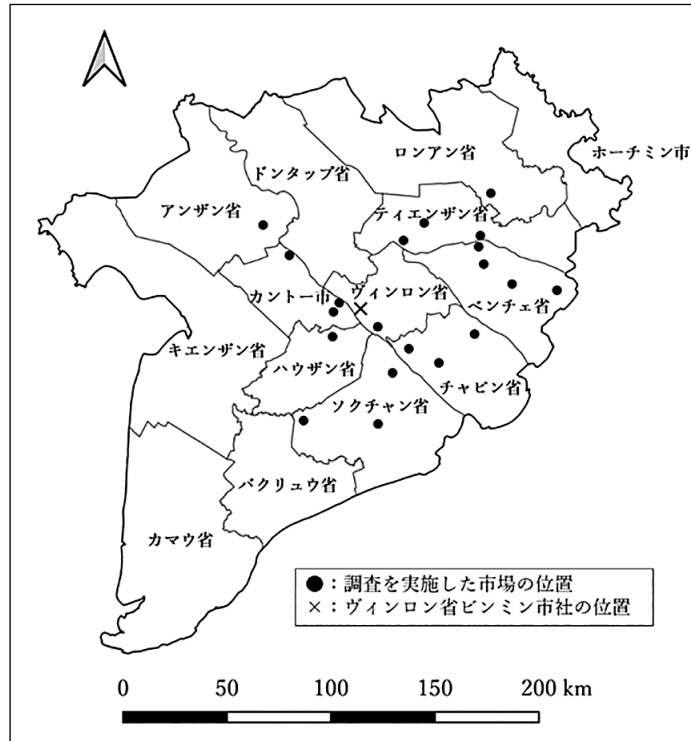 ロンアン省
ホーチミン市
ドンタップ省
アンザン省
ティエンザン省
カントー市
ヴィンロン省
ベンチェ省
キエンザン省
ハウザン省
チャビン省
ソクチャン省
バクリュウ省
カマウ省
●：調査を実施した市場の位置
×：ヴィンロン省ビンミン市社の位置
0 50 100 150 200 km